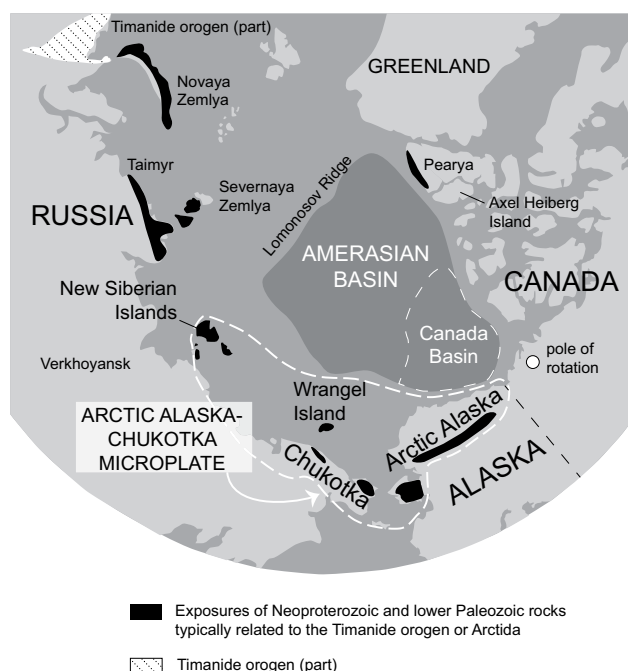 Timanide orogen (part)
GREENLAND
Novaya
Zemlya
Taimyr
Pearya
Severnaya
Zemlya
Lomonosov Ridge
Axel Heiberg
Island
RUSSIA
AMERASIAN
BASIN
CANADA
New Siberian
Islands
Canada
Basin
pole of
rotation
Verkhoyansk
Wrangel
Island
ARCTIC ALASKA-
CHUKOTKA
MICROPLATE
Arctic Alaska
Chukotka
ALASKA
Exposures of Neoproterozoic and lower Paleozoic rocks
typically related to the Timanide orogen or Arctida
Timanide orogen (part)